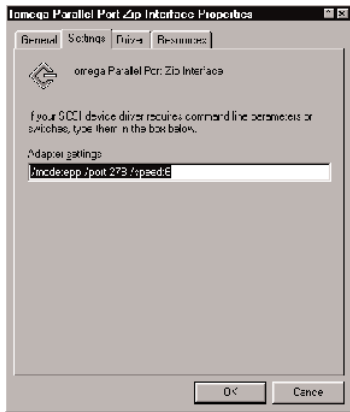 Iomega Parallel Port Zip Interface Properties
General Settings Driver Resources
Iomega Parallel Port Zip Interface
If your SCSI device driver requires command line parameters or
switches, type them in the box below.
Adapter settings
/mode:epp /port:278 /speed:6
OK Cancel